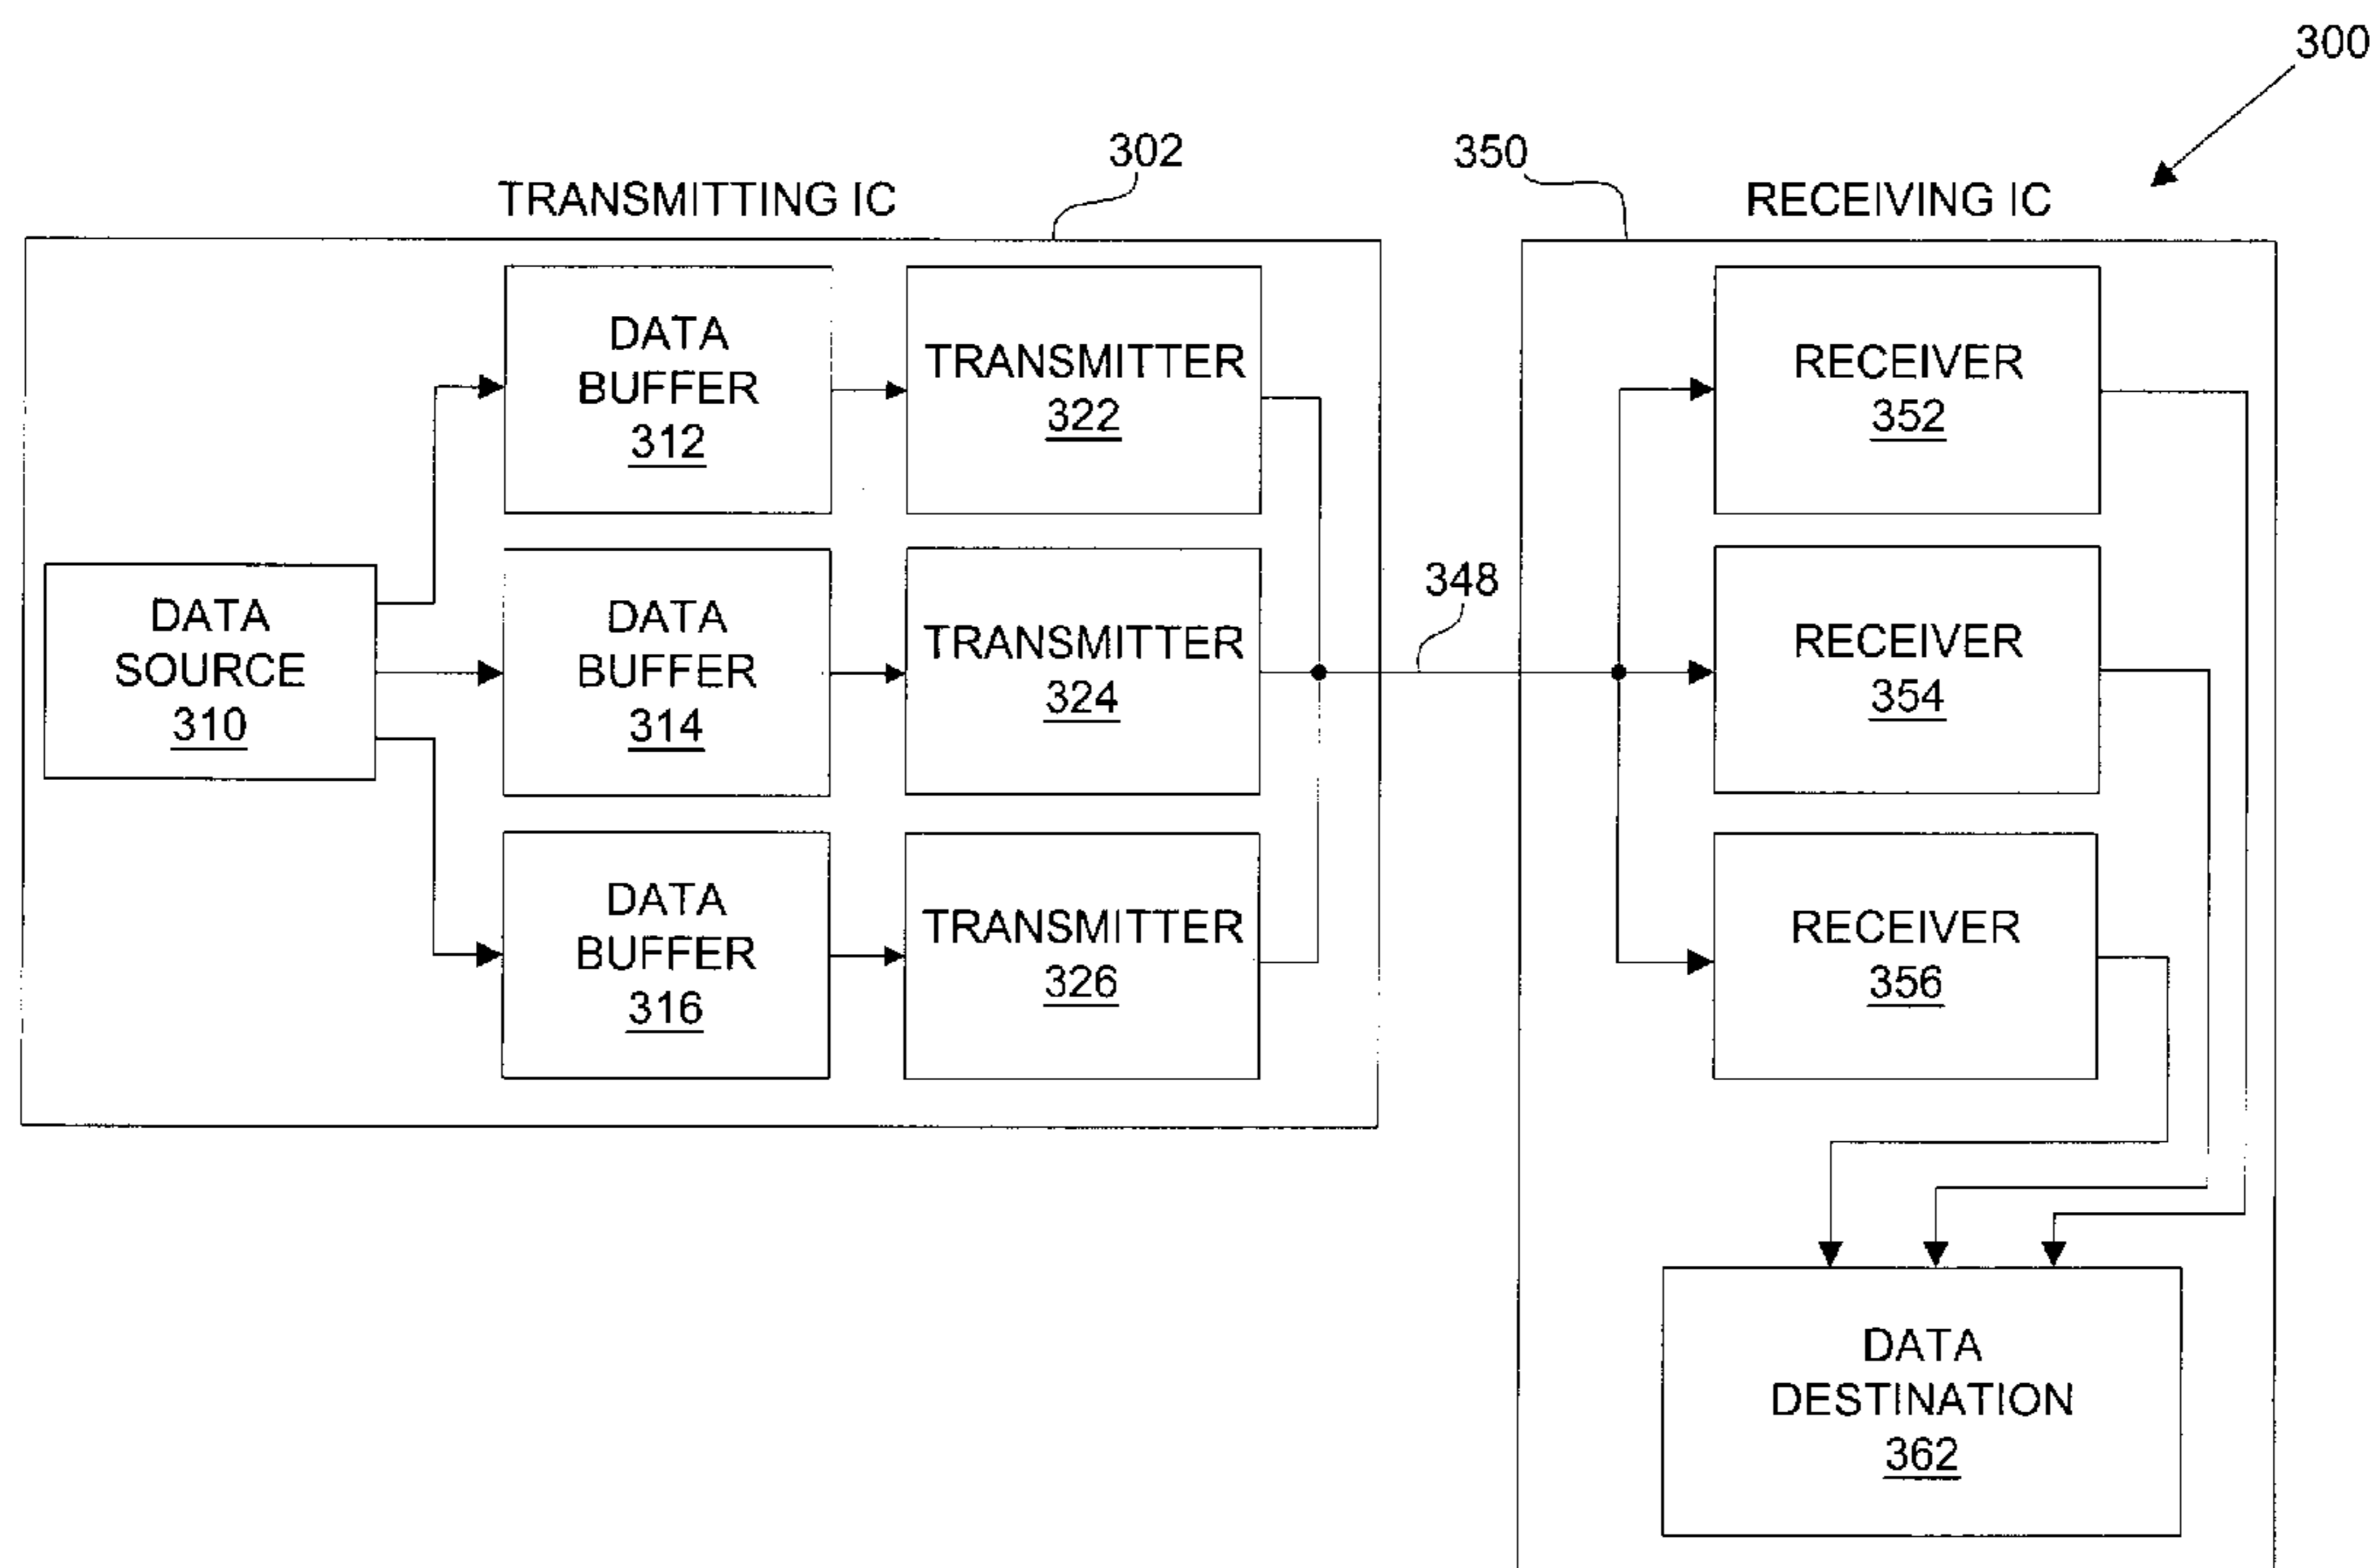 300
302
350
TRANSMITTING IC
RECEIVING IC
DATA
BUFFER
312
TRANSMITTER
322
RECEIVER
352
DATA
SOURCE
310
DATA
BUFFER
314
TRANSMITTER
324
348
RECEIVER
354
DATA
BUFFER
316
TRANSMITTER
326
RECEIVER
356
DATA
DESTINATION
362